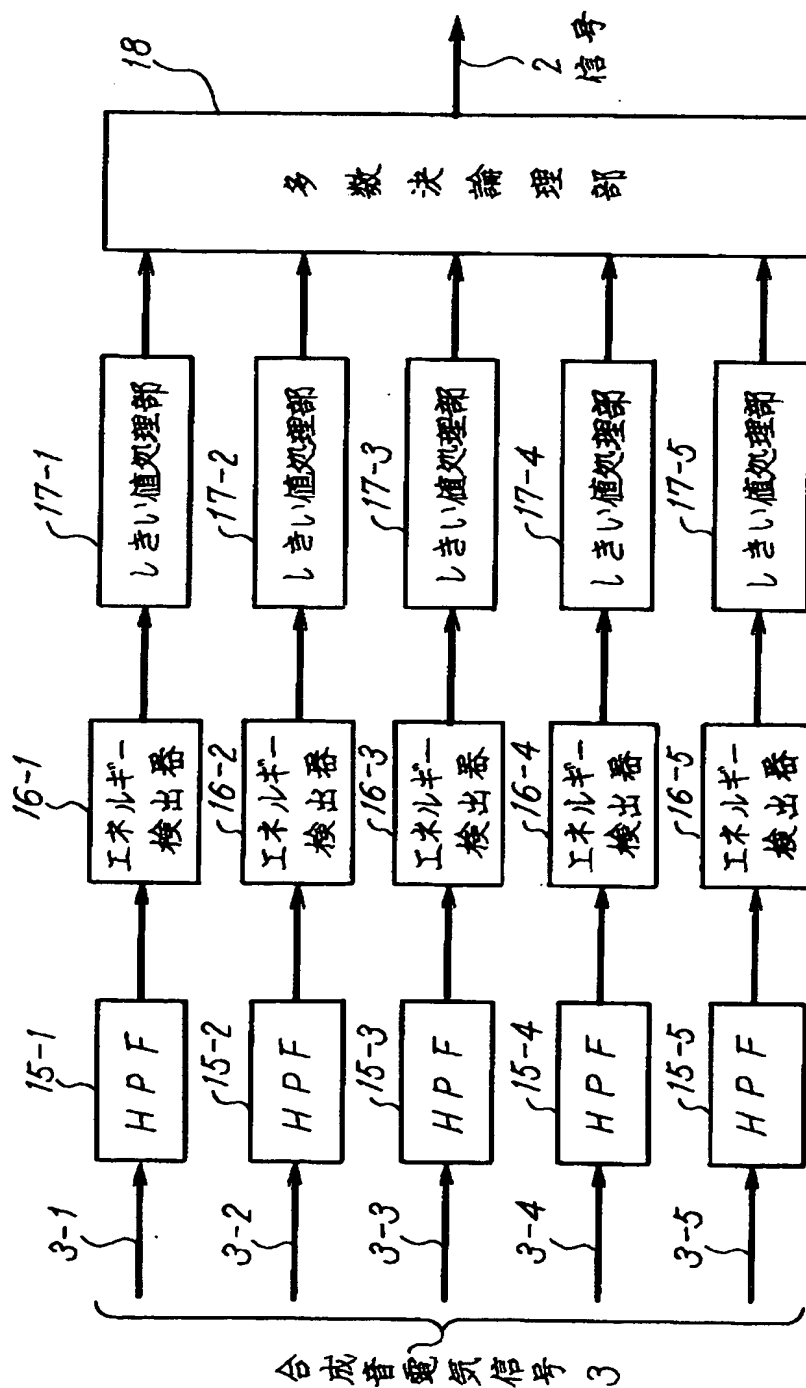 合成音電気信号 3
3-1
15-1
HPF
16-1
エネルギー
検出器
17-1
しきい値処理部
3-2
15-2
HPF
16-2
エネルギー
検出器
17-2
しきい値処理部
3-3
15-3
HPF
16-3
エネルギー
検出器
17-3
しきい値処理部
3-4
15-4
HPF
16-4
エネルギー
検出器
17-4
しきい値処理部
3-5
15-5
HPF
16-5
エネルギー
検出器
17-5
しきい値処理部
18
多数決論理部
2
信号